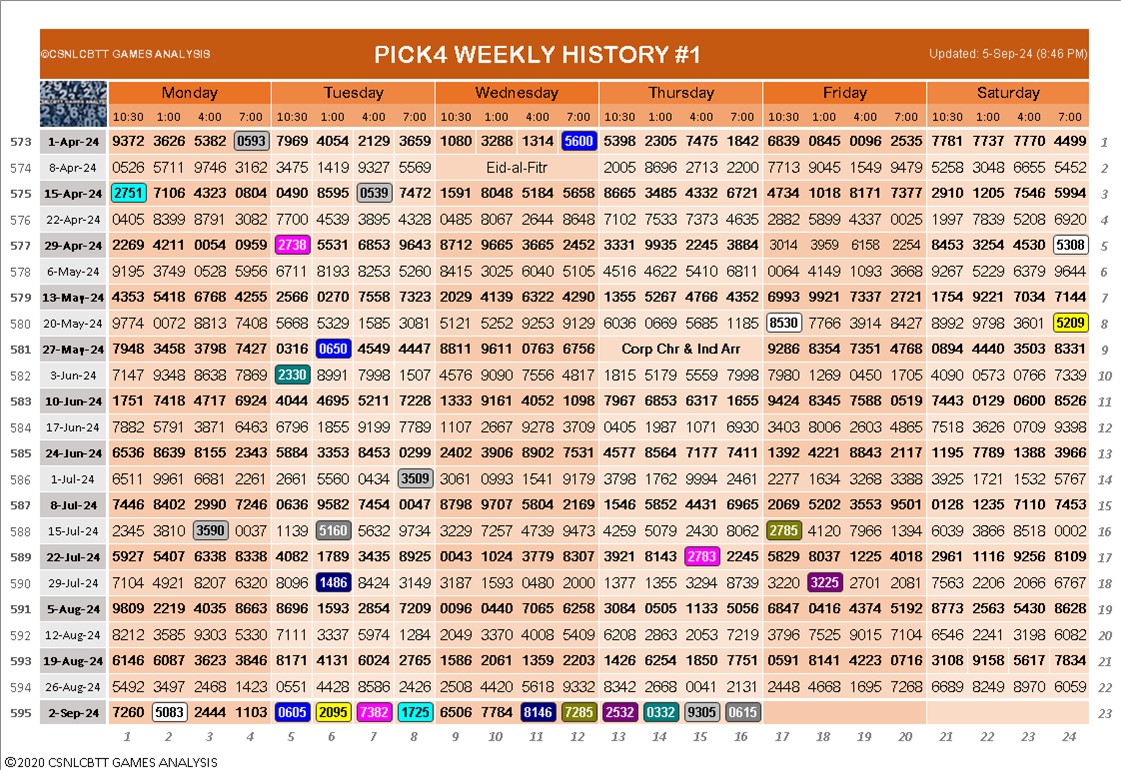 ©CSNLCBTT GAMES ANALYSIS PICK4 WEEKLY HISTORY #1 Updated: 5-Sep-24 (8:46 PM)
Monday Tuesday Wednesday Thursday Friday Saturday
10:30 1:00 4:00 7:00 10:30 1:00 4:00 7:00 10:30 1:00 4:00 7:00 10:30 1:00 4:00 7:00 10:30 1:00 4:00 7:00 10:30 1:00 4:00 7:00
573 1-Apr-24 9372 3626 5382 0593 7969 4054 2129 3659 1080 3288 1314 5600 5398 2305 7475 1842 6839 0845 0096 2535 7781 7737 7770 4499 1
574 8-Apr-24 0526 5711 9746 3162 3475 1419 9327 5569 Eid-al-Fitr 2005 8696 2713 2200 7713 9045 1549 9479 5258 3048 6655 5452 2
575 15-Apr-24 2751 7106 4323 0804 0490 8595 0539 7472 1591 8048 5184 5658 8665 3485 4332 6721 4734 1018 8171 7377 2910 1205 7546 5994 3
576 22-Apr-24 0405 8399 8791 3082 7700 4539 3895 4328 0485 8067 2644 8648 7102 7533 7373 4635 2882 5899 4337 0025 1997 7839 5208 6920 4
577 29-Apr-24 2269 4211 0054 0959 2738 5531 6853 9643 8712 9665 3665 2452 3331 9935 2245 3884 3014 3959 6158 2254 8453 3254 4530 5308 5
578 6-May-24 9195 3749 0528 5956 6711 8193 8253 5260 8415 3025 6040 5105 4516 4622 5410 6811 0064 4149 1093 3668 9267 5229 6379 9644 6
579 13-May-24 4353 5418 6768 4255 2566 0270 7558 7323 2029 4139 6322 4290 1355 5267 4766 4352 6993 9921 7337 2721 1754 9221 7034 7144 7
580 20-May-24 9774 0072 8813 7408 5668 5329 1585 3081 5121 5252 9253 9129 6036 0669 5685 1185 8530 7766 3914 8427 8992 9798 3601 5209 8
581 27-May-24 7948 3458 3798 7427 0316 0650 4549 4447 8811 9611 0763 6756 Corp Chr & Ind Arr 9286 8354 7351 4768 0894 4440 3503 8331 9
582 3-Jun-24 7147 9348 8638 7869 2330 8991 7998 1507 4576 9090 7556 4817 1815 5179 5559 7998 7980 1269 0450 1705 4090 0573 0766 7339 10
583 10-Jun-24 1751 7418 4717 6924 4044 4695 5211 7228 1333 9161 4052 1098 7967 6853 6317 1655 9424 8345 7588 0519 7443 0129 0600 8526 11
584 17-Jun-24 7882 5791 3871 6463 6796 1855 9199 7789 1107 2667 9278 3709 0405 1987 1071 6930 3403 8006 2603 4865 7518 3626 0709 9398 12
585 24-Jun-24 6536 8639 8155 2343 5884 3353 8453 0299 2402 3906 8902 7531 4577 8564 7177 7411 1392 4221 8843 2117 1195 7789 1388 3966 13
586 1-Jul-24 6511 9961 6681 2261 2661 5560 0434 3509 3061 0993 1541 9179 3798 1762 9994 2461 2277 1634 3268 3388 3925 1721 1532 5767 14
587 8-Jul-24 7446 8402 2990 7246 0636 9582 7454 0047 8798 9707 5804 2169 1546 5852 4431 6965 2069 5202 3553 9501 0128 1235 7110 7453 15
588 15-Jul-24 2345 3810 3590 0037 1139 5160 5632 9734 3229 7257 4739 9473 4259 5079 2430 8062 2785 4120 7966 1394 6039 3866 8518 0002 16
589 22-Jul-24 5927 5407 6338 8338 4082 1789 3435 8925 0043 1024 3779 8307 3921 8143 2783 2245 5829 8037 1225 4018 2961 1116 9256 8109 17
590 29-Jul-24 7104 4921 8207 6320 8096 1486 8424 3149 3187 1593 0480 2000 1377 1355 3294 8739 3220 3225 2701 2081 7563 2206 2066 6767 18
591 5-Aug-24 9809 2219 4035 8663 8696 1593 2854 7209 0096 0440 7065 6258 3084 0505 1133 5056 6847 0416 4374 5192 8773 2563 5430 8628 19
592 12-Aug-24 8212 3585 9303 5330 7111 3337 5974 1284 2049 3370 4008 5409 6208 2863 2053 7219 3796 7525 9015 7104 6546 2241 3198 6082 20
593 19-Aug-24 6146 6087 3623 3846 8171 4131 6024 2765 1586 2061 1359 2203 1426 6254 1850 7751 0591 8141 4223 0716 3108 9158 5617 7834 21
594 26-Aug-24 5492 3497 2468 1423 0551 4428 8586 2426 2508 4420 5618 9332 8342 2668 0041 2131 2448 4668 1695 7268 6689 8249 8970 6059 22
595 2-Sep-24 7260 5083 2444 1103 0605 2095 7382 1725 6506 7784 8146 7285 2532 0332 9305 0615 23
1 2 3 4 5 6 7 8 9 10 11 12 13 14 15 16 17 18 19 20 21 22 23 24
©2020 CSNLCBTT GAMES ANALYSIS